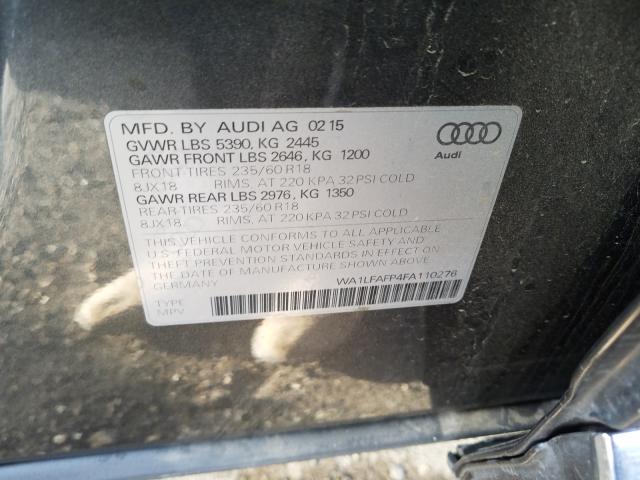 MFD. BY AUDI AG 02 15
GVWR LBS 5390, KG 2445
GAWR FRONT LBS 2646, KG 1200
FRONT-TIRES 235/60 R18
8JX18 RIMS, AT 220 KPA 32 PSI COLD
GAWR REAR LBS 2976, KG 1350
REAR-TIRES 235/60 R18
8JX18 RIMS, AT 220 KPA 32 PSI COLD
THIS VEHICLE CONFORMS TO ALL APPLICABLE
U.S-FEDERAL MOTOR VEHICLE SAFETY AND
THEFT PREVENTION STANDARDS IN EFFECT ON
THE DATE OF MANUFACTURE SHOWN ABOVE.
GERMANY
WA1LFAFP4FA110276
TYPE
MPV
Audi